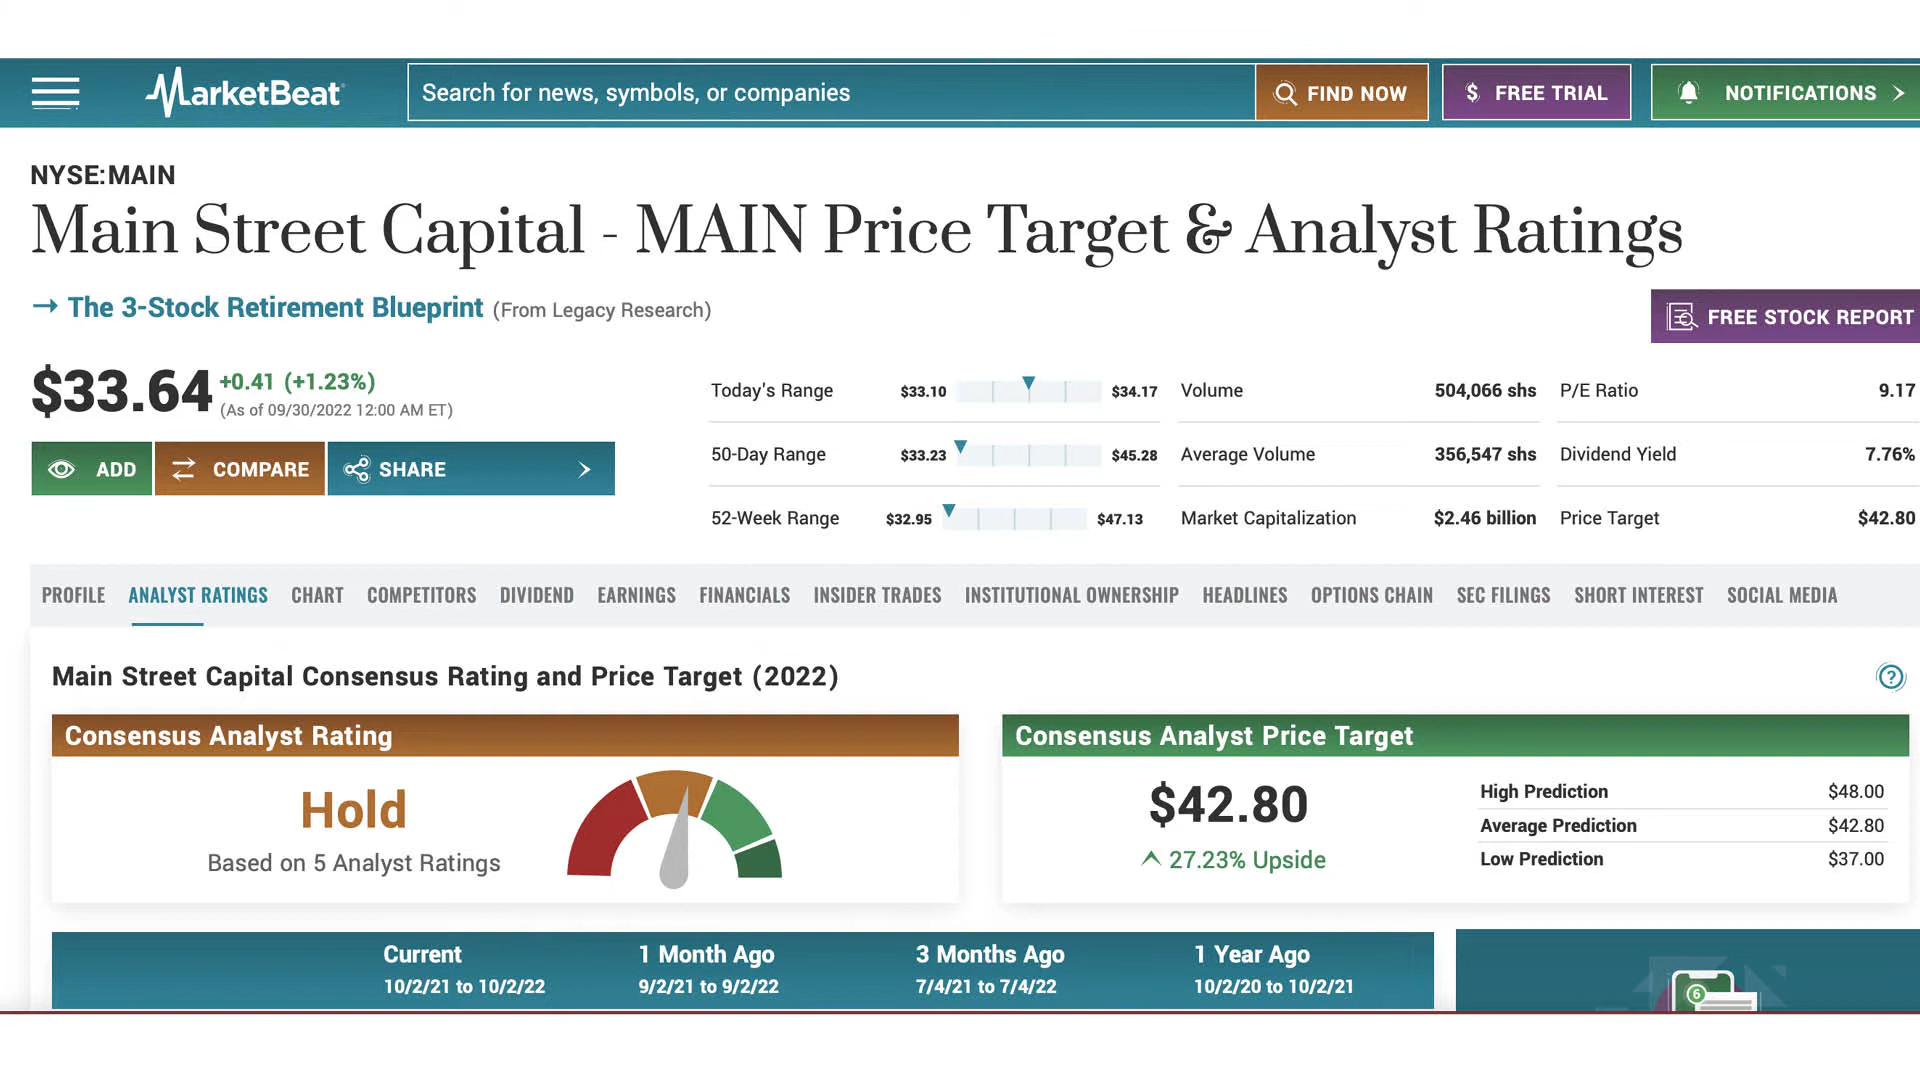 MarketBeat
Search for news, symbols, or companies
FIND NOW
$ FREE TRIAL
NOTIFICATIONS
NYSE:MAIN
Main Street Capital - MAIN Price Target & Analyst Ratings
→ The 3-Stock Retirement Blueprint (From Legacy Research)
FREE STOCK REPORT
$33.64 +0.41 (+1.23%)
(As of 09/30/2022 12:00 AM ET)
ADD
COMPARE
SHARE
Today's Range $33.10 $34.17
50-Day Range $33.23 $45.28
52-Week Range $32.95 $47.13
Volume 504,066 shs
Average Volume 356,547 shs
Market Capitalization $2.46 billion
P/E Ratio 9.17
Dividend Yield 7.76%
Price Target $42.80
PROFILE ANALYST RATINGS CHART COMPETITORS DIVIDEND EARNINGS FINANCIALS INSIDER TRADES INSTITUTIONAL OWNERSHIP HEADLINES OPTIONS CHAIN SEC FILINGS SHORT INTEREST SOCIAL MEDIA
Main Street Capital Consensus Rating and Price Target (2022)
?
Consensus Analyst Rating
Hold
Based on 5 Analyst Ratings
Consensus Analyst Price Target
$42.80
27.23% Upside
High Prediction $48.00
Average Prediction $42.80
Low Prediction $37.00
Current 1 Month Ago 3 Months Ago 1 Year Ago
10/2/21 to 10/2/22 9/2/21 to 9/2/22 7/4/21 to 7/4/22 10/2/20 to 10/2/21
6